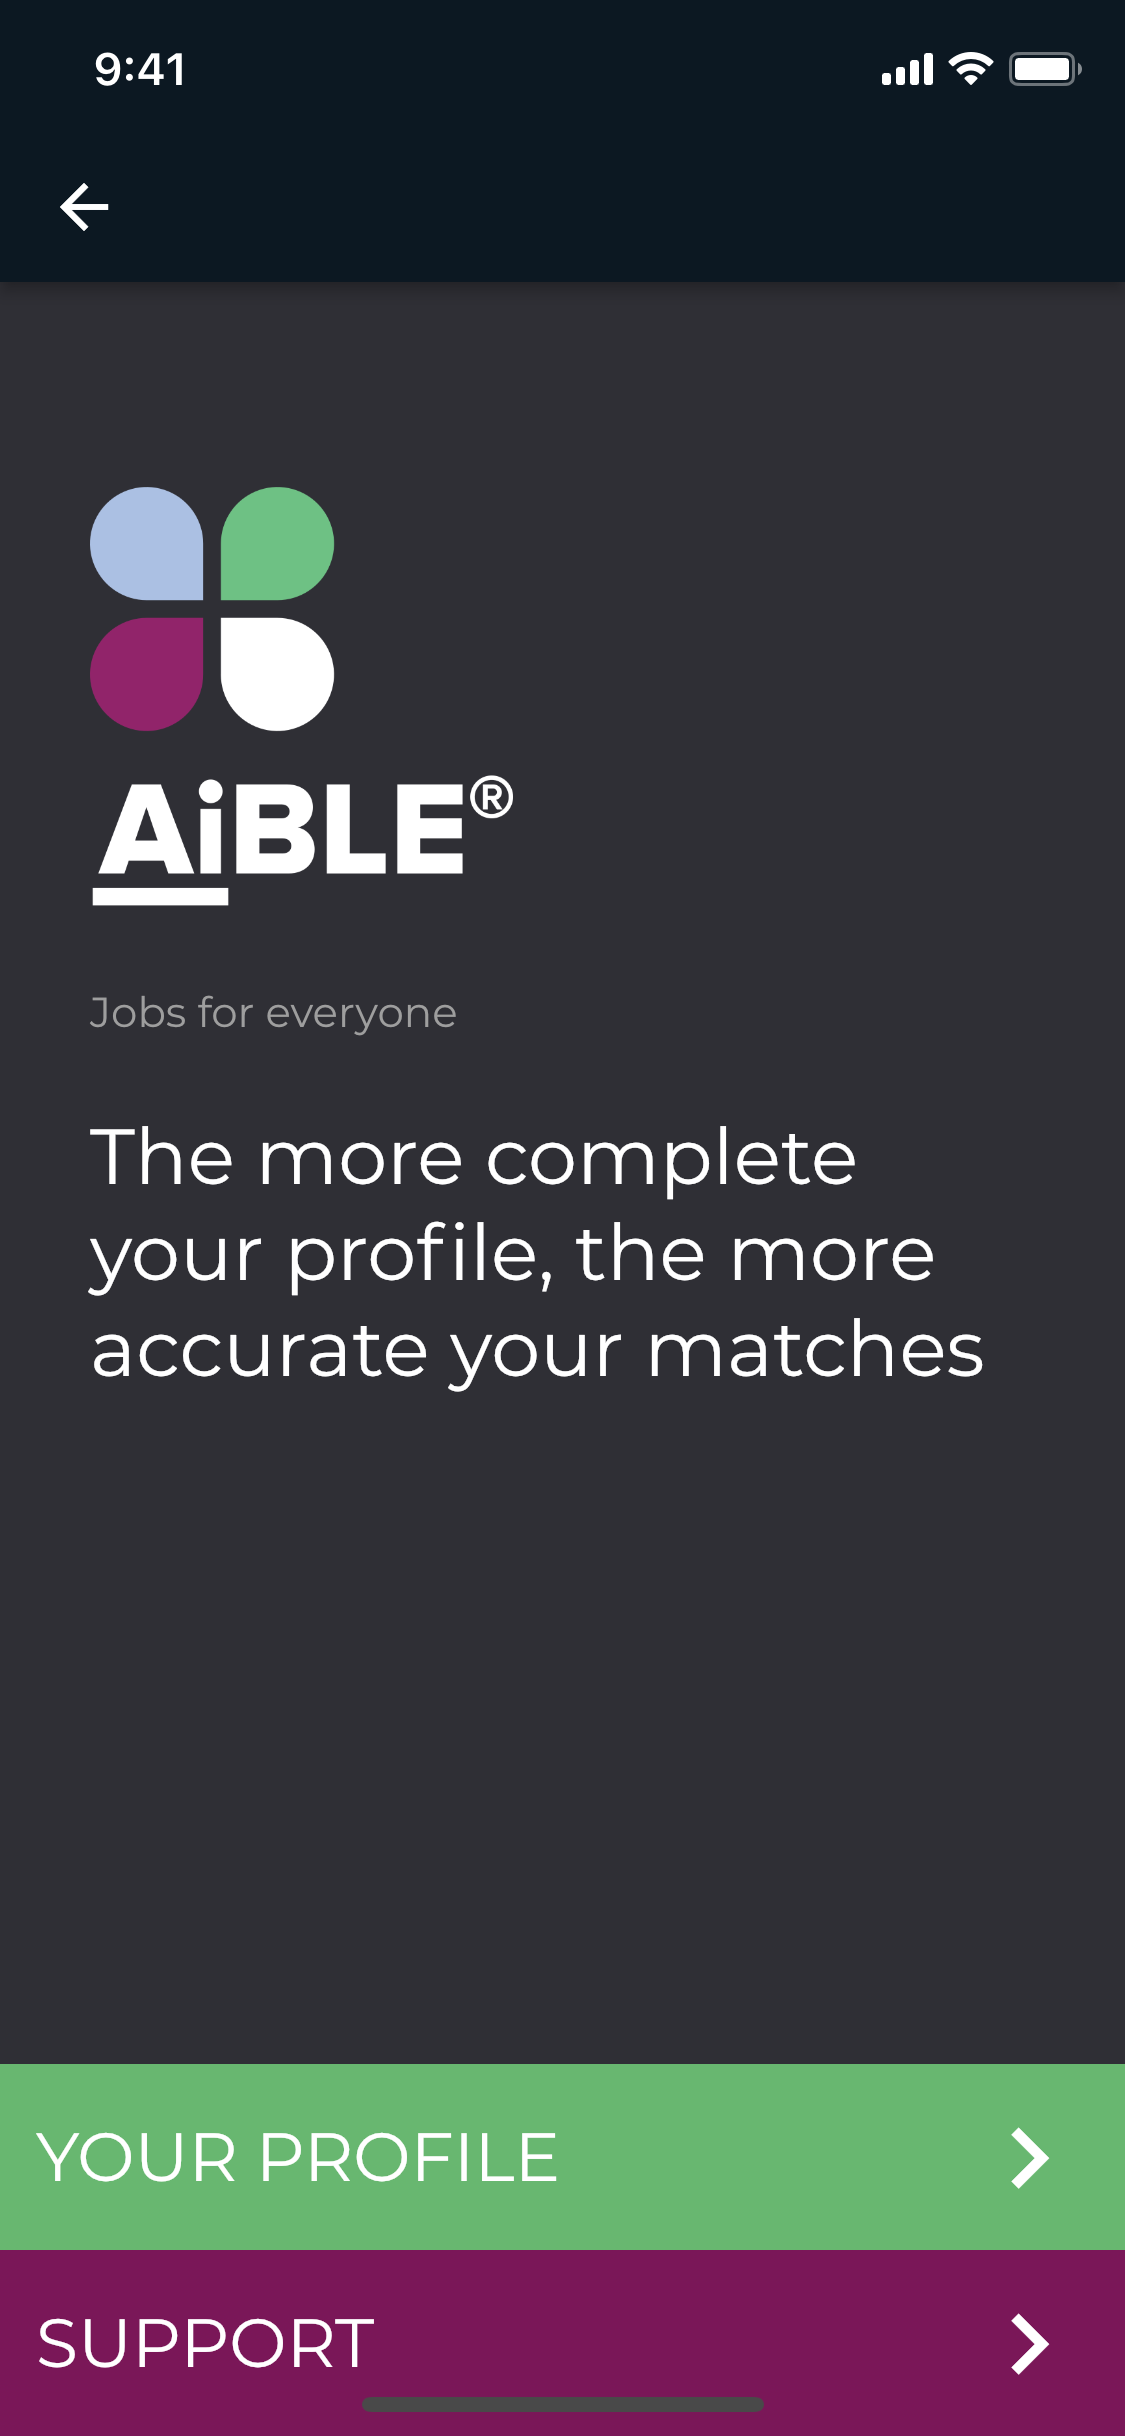 9:41
AiBLE®
Jobs for everyone
The more complete
your profile, the more
accurate your matches
YOUR PROFILE
SUPPORT